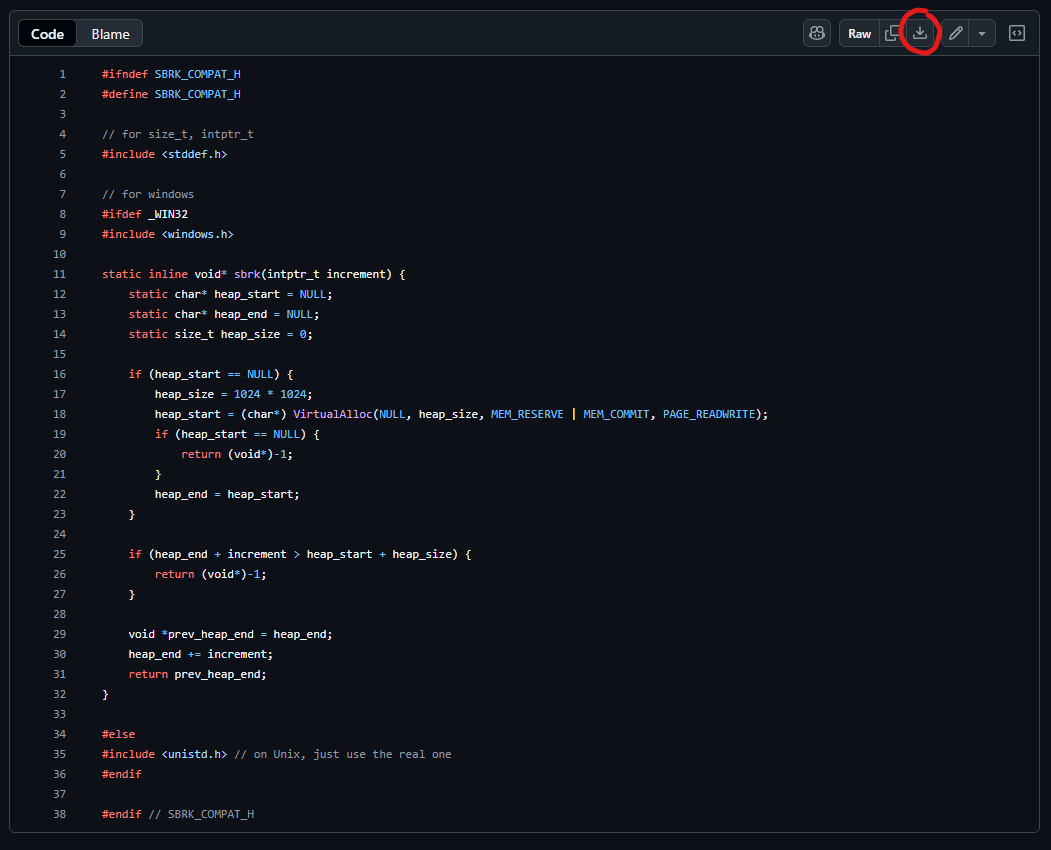 Code Blame Raw
1 #ifndef SBRK_COMPAT_H
2 #define SBRK_COMPAT_H
3
4 // for size_t, intptr_t
5 #include <stddef.h>
6
7 // for windows
8 #ifdef _WIN32
9 #include <windows.h>
10
11 static inline void* sbrk(intptr_t increment) {
12     static char* heap_start = NULL;
13     static char* heap_end = NULL;
14     static size_t heap_size = 0;
15
16     if (heap_start == NULL) {
17         heap_size = 1024 * 1024;
18         heap_start = (char*) VirtualAlloc(NULL, heap_size, MEM_RESERVE | MEM_COMMIT, PAGE_READWRITE);
19         if (heap_start == NULL) {
20             return (void*)-1;
21         }
22         heap_end = heap_start;
23     }
24
25     if (heap_end + increment > heap_start + heap_size) {
26         return (void*)-1;
27     }
28
29     void *prev_heap_end = heap_end;
30     heap_end += increment;
31     return prev_heap_end;
32 }
33
34 #else
35 #include <unistd.h> // on Unix, just use the real one
36 #endif
37
38 #endif // SBRK_COMPAT_H